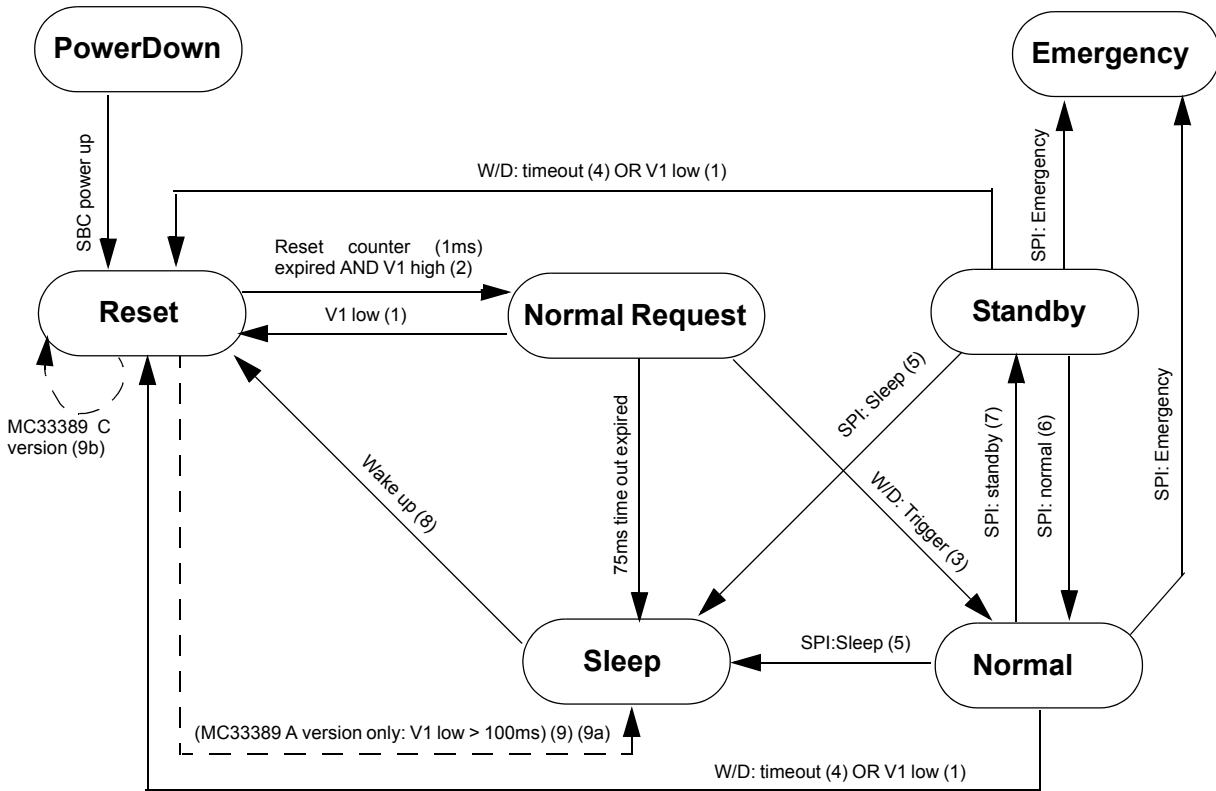 PowerDown
Emergency
SBC power up
SPI: Emergency
W/D: timeout (4) OR V1 low (1)
Reset counter (1ms)
expired AND V1 high (2)
Reset
V1 low (1)
Normal Request
Standby
SPI: Sleep (5)
SPI: Emergency
MC33389 C
version (9b)
Wake up (8)
75ms time out expired
W/D: Trigger (3)
SPI: standby (7)
SPI: normal (6)
Sleep
SPI:Sleep (5)
Normal
(MC33389 A version only: V1 low > 100ms) (9) (9a)
W/D: timeout (4) OR V1 low (1)